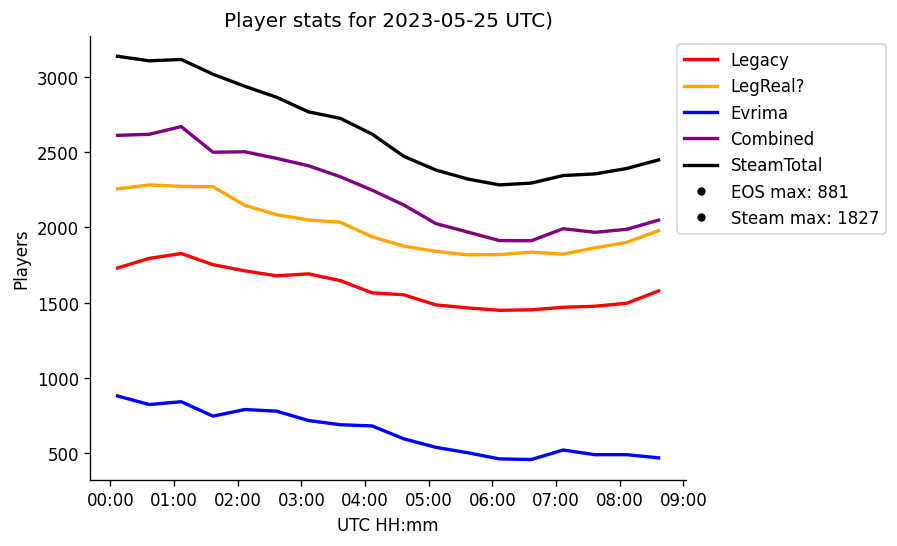 Player stats for 2023-05-25 UTC)
Players
3000
2500
2000
1500
1000
500
00:00 01:00 02:00 03:00 04:00 05:00 06:00 07:00 08:00 09:00
UTC HH:mm
Legacy
LegReal?
Evrima
Combined
SteamTotal
EOS max: 881
Steam max: 1827